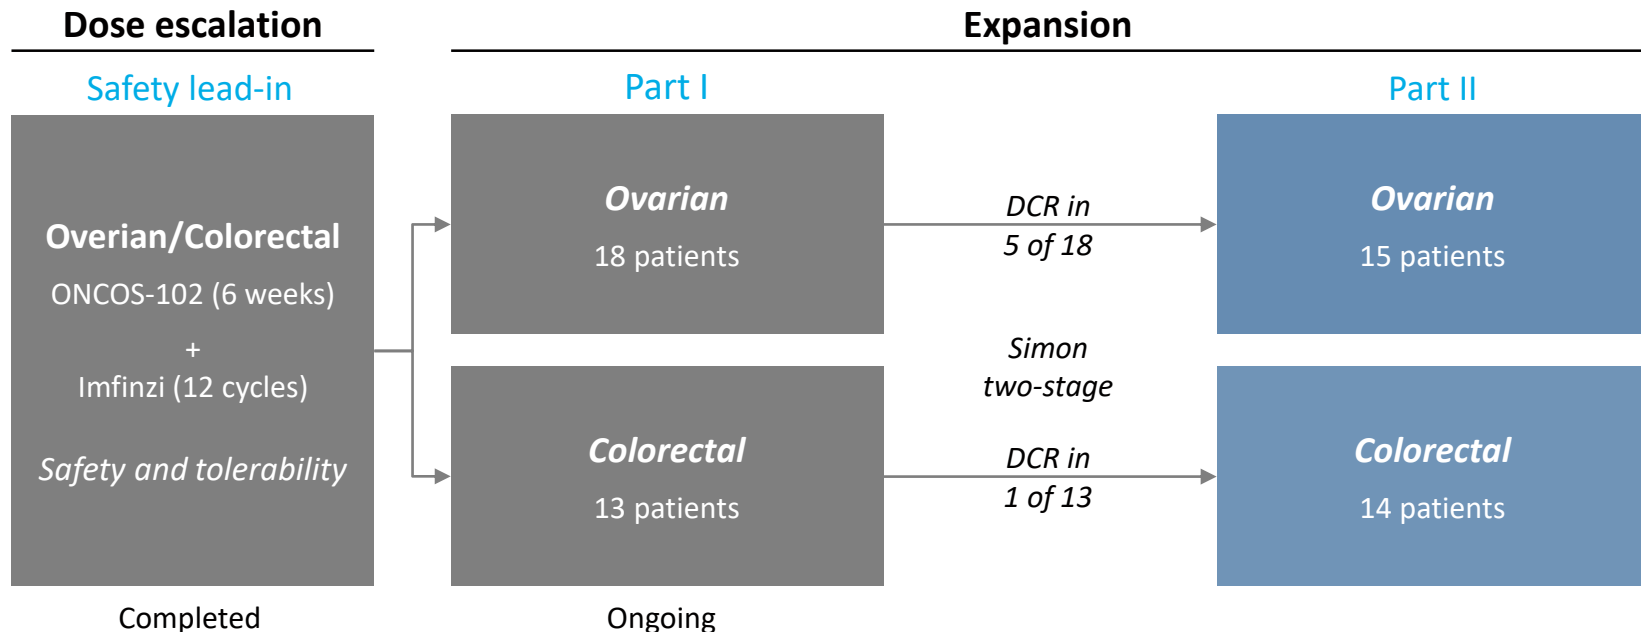 Dose escalation
Expansion
Safety lead-in
Part I
Part II
Overian/Colorectal
ONCOS-102 (6 weeks)
+
Imfinzi (12 cycles)
Safety and tolerability
Ovarian
18 patients
DCR in
5 of 18
Ovarian
15 patients
Simon
two-stage
Colorectal
13 patients
DCR in
1 of 13
Colorectal
14 patients
Completed
Ongoing